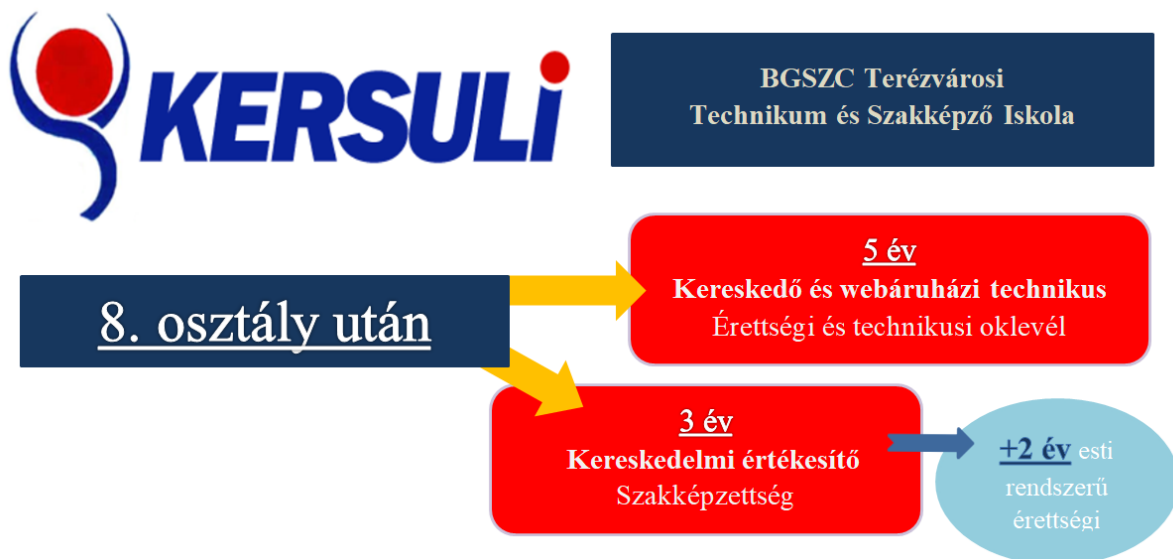 KERSULi
BGSZC Terézvárosi
Technikum és Szakképző Iskola
8. osztály után
5 év
Kereskedő és webáruházi technikus
Érettségi és technikusi oklevél
3 év
Kereskedelmi értékesítő
Szakképzettség
+2 év esti
rendszerű
érettségi